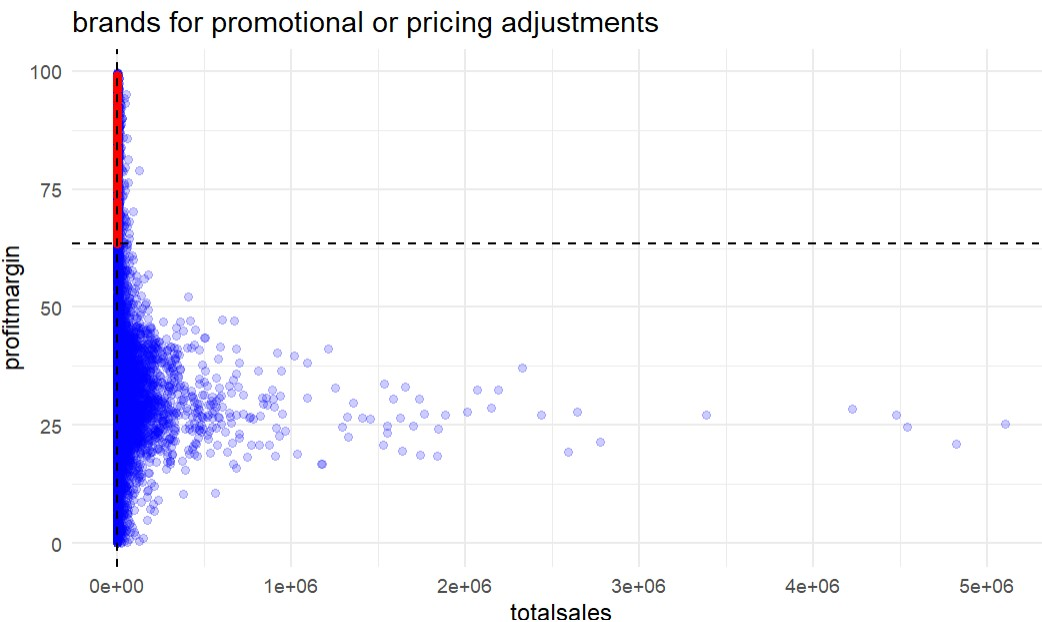 brands for promotional or pricing adjustments
100
75
50
25
0
profitmargin
0e+00 1e+06 2e+06 3e+06 4e+06 5e+06
totalsales